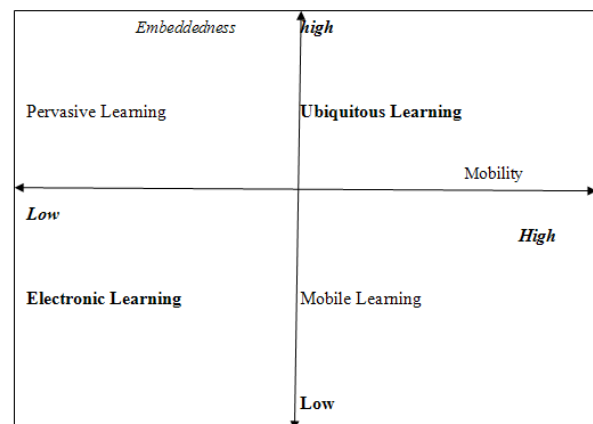 Embeddedness high
Pervasive Learning Ubiquitous Learning
Mobility
Low
High
Electronic Learning Mobile Learning
Low